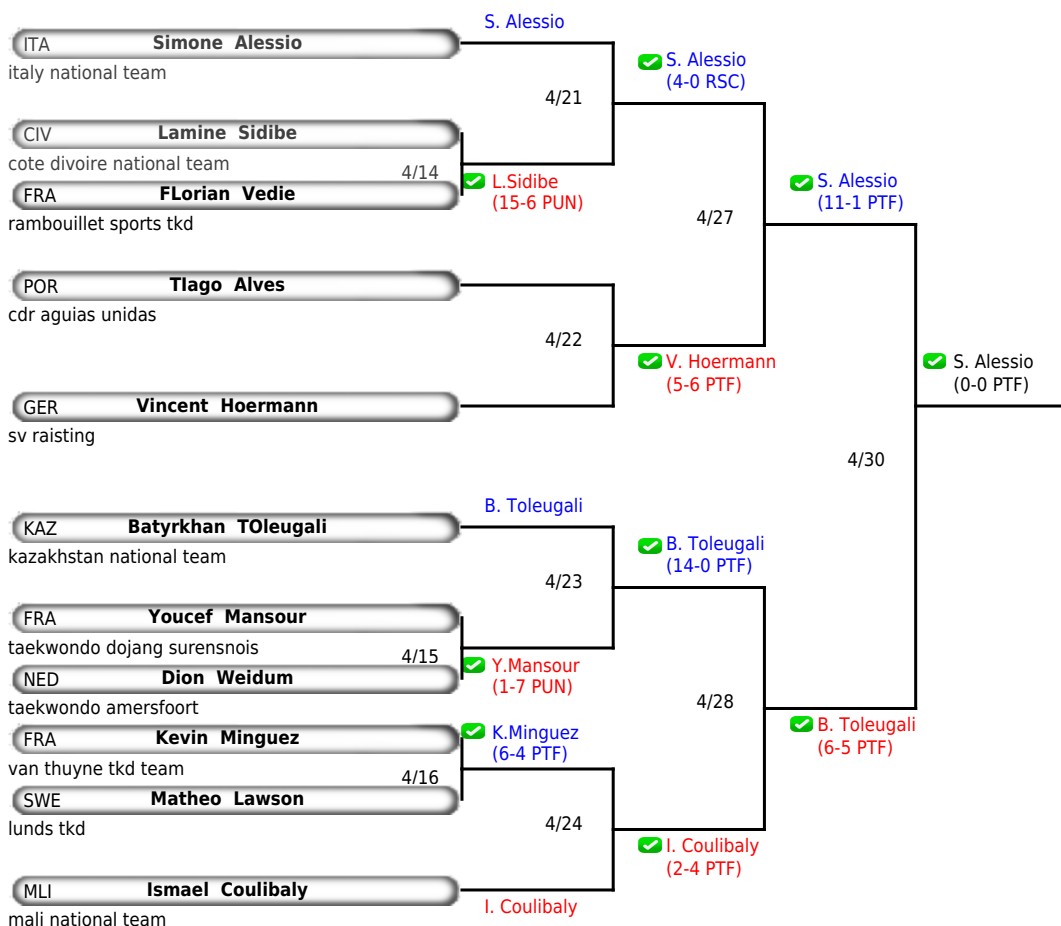 S. Alessio
ITA Simone Alessio
italy national team
S. Alessio
(4-0 RSC)
4/21
CIV Lamine Sidibe
cote divoire national team
4/14
L.Sidibe
(15-6 PUN)
FRA FLorian Vedie
rambouillet sports tkd
S. Alessio
(11-1 PTF)
4/27
POR TIago Alves
cdr aguias unidas
4/22
V. Hoermann
(5-6 PTF)
GER Vincent Hoermann
sv raisting
S. Alessio
(0-0 PTF)
4/30
B. Toleugali
KAZ Batyrkhan TOleugali
kazakhstan national team
B. Toleugali
(14-0 PTF)
4/23
FRA Youcef Mansour
taekwondo dojang surensnois
4/15
Y.Mansour
(1-7 PUN)
NED Dion Weidum
taekwondo amersfoort
4/28
B. Toleugali
(6-5 PTF)
FRA Kevin Minguez
van thuyne tkd team
K.Minguez
(6-4 PTF)
4/16
SWE Matheo Lawson
lunds tkd
4/24
I. Coulibaly
(2-4 PTF)
MLI Ismael Coulibaly
mali national team
I. Coulibaly